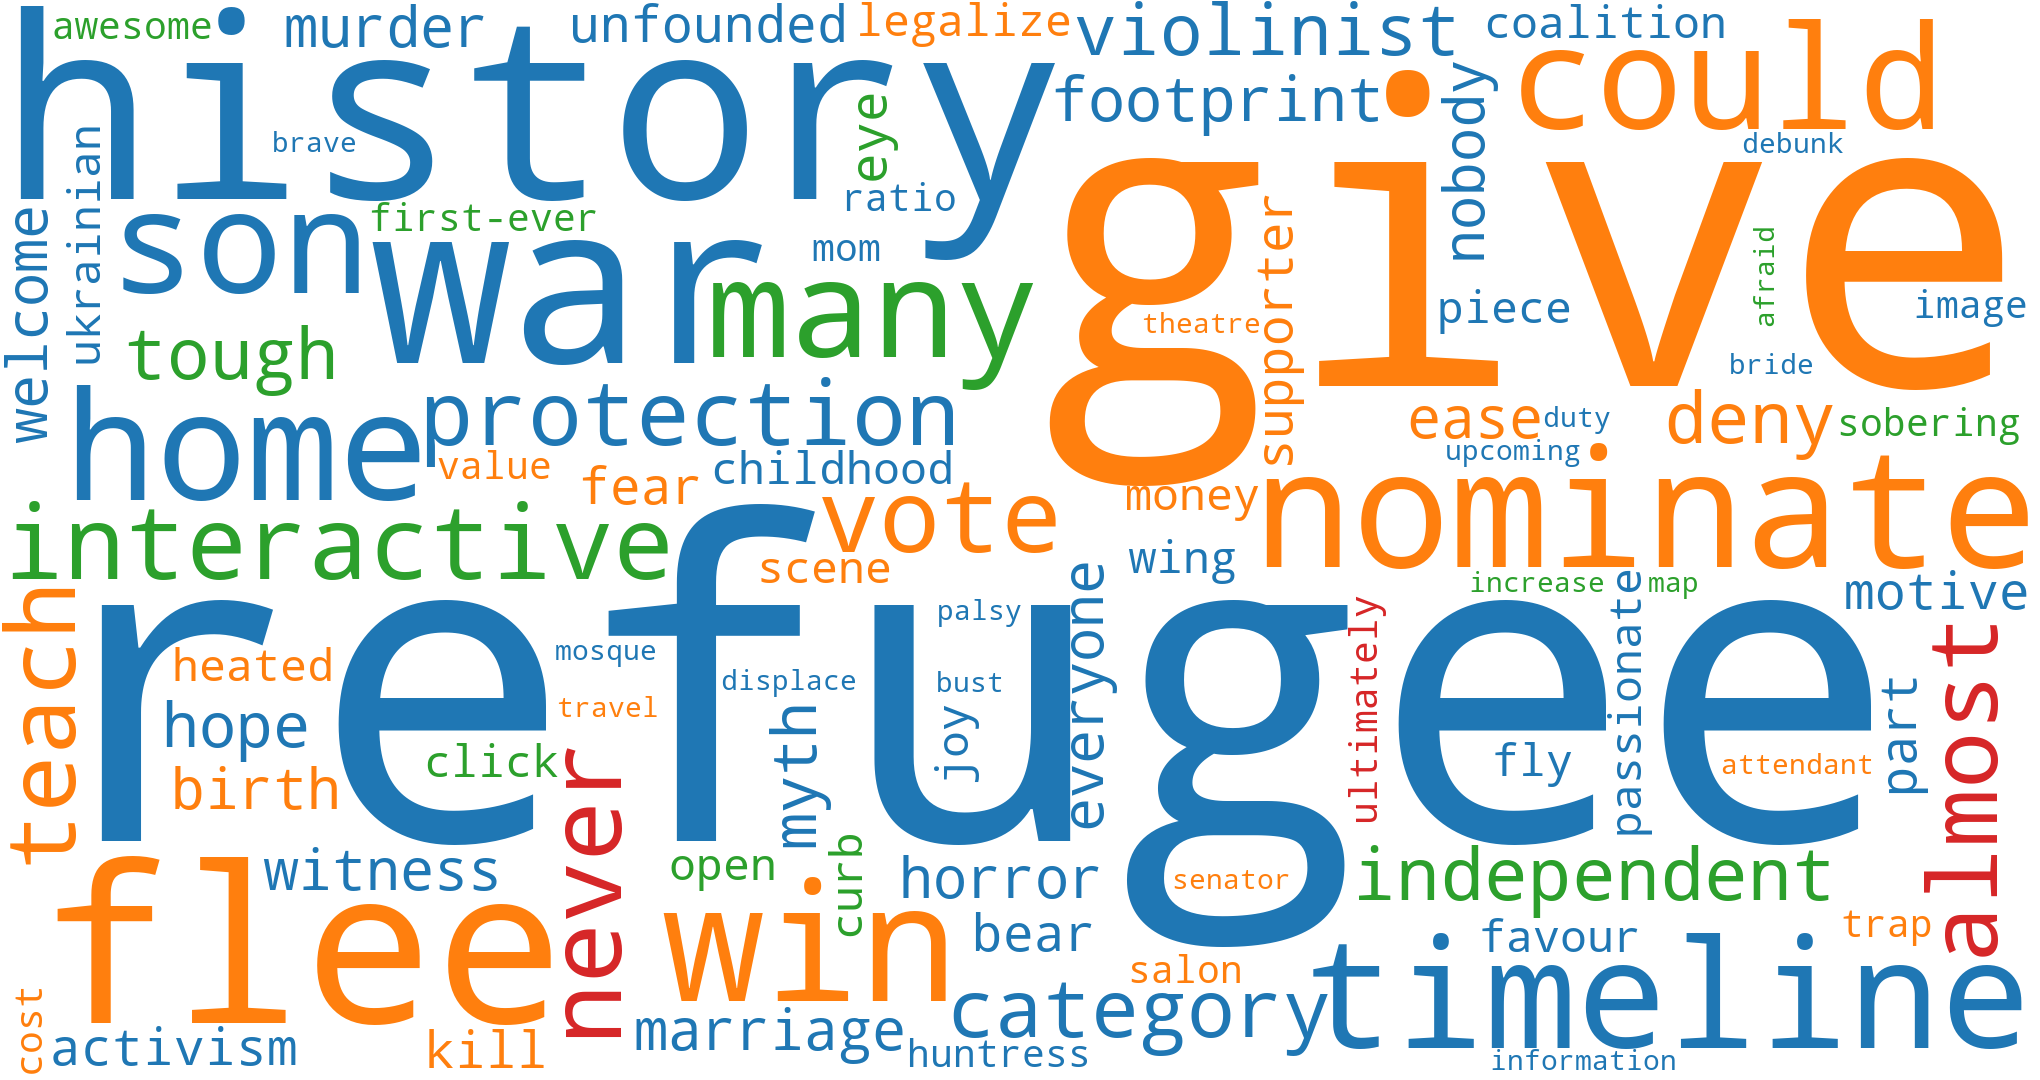 awesome
history
murder
unfounded
legalize
violinist
coalition
could
footprint
nobody
give
debunk
brave
eye
ratio
ukrainian
welcome
son
first-ever
war
mom
many
supporter
theatre
piece
afraid
image
bride
tough
home
protection
value
fear
childhood
ease
duty
upcoming
deny
sobering
nominate
money
vote
scene
interactive
wing
everyone
refugee
increase
map
motive
teach
heated
hope
birth
click
never
mosque
travel
palsy
displace
bust
joy
myth
ultimately
passionate
fly
attendant
part
almost
flee
witness
open
curb
win
horror
bear
senator
independent
favour
trap
salon
category
timeline
cost
activism
kill
marriage
huntress
information